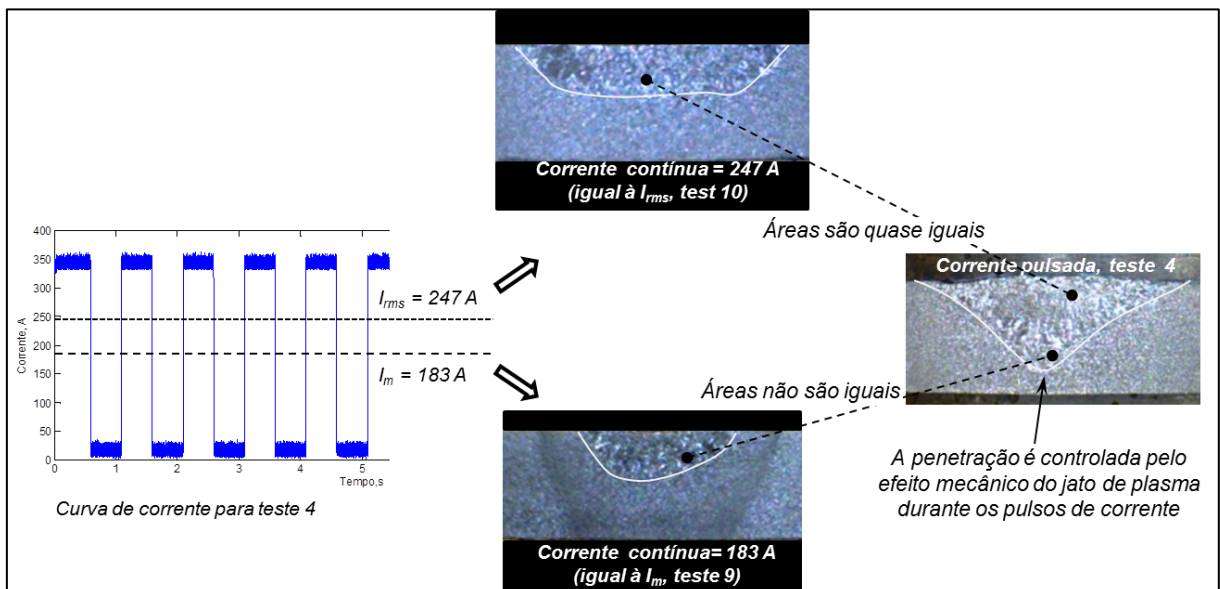 Corrente contínua = 247 A
(igual à Irms, test 10)
Áreas são quase iguais
Corrente pulsada, teste 4
400
350
300
250
200
150
100
50
0
Corrente, A
0
1
2
3
4
5
Tempo,s
Irms = 247 A
Im = 183 A
Curva de corrente para teste 4
Áreas não são iguais
A penetração é controlada pelo
efeito mecânico do jato de plasma
durante os pulsos de corrente
Corrente contínua= 183 A
(igual à Im, teste 9)